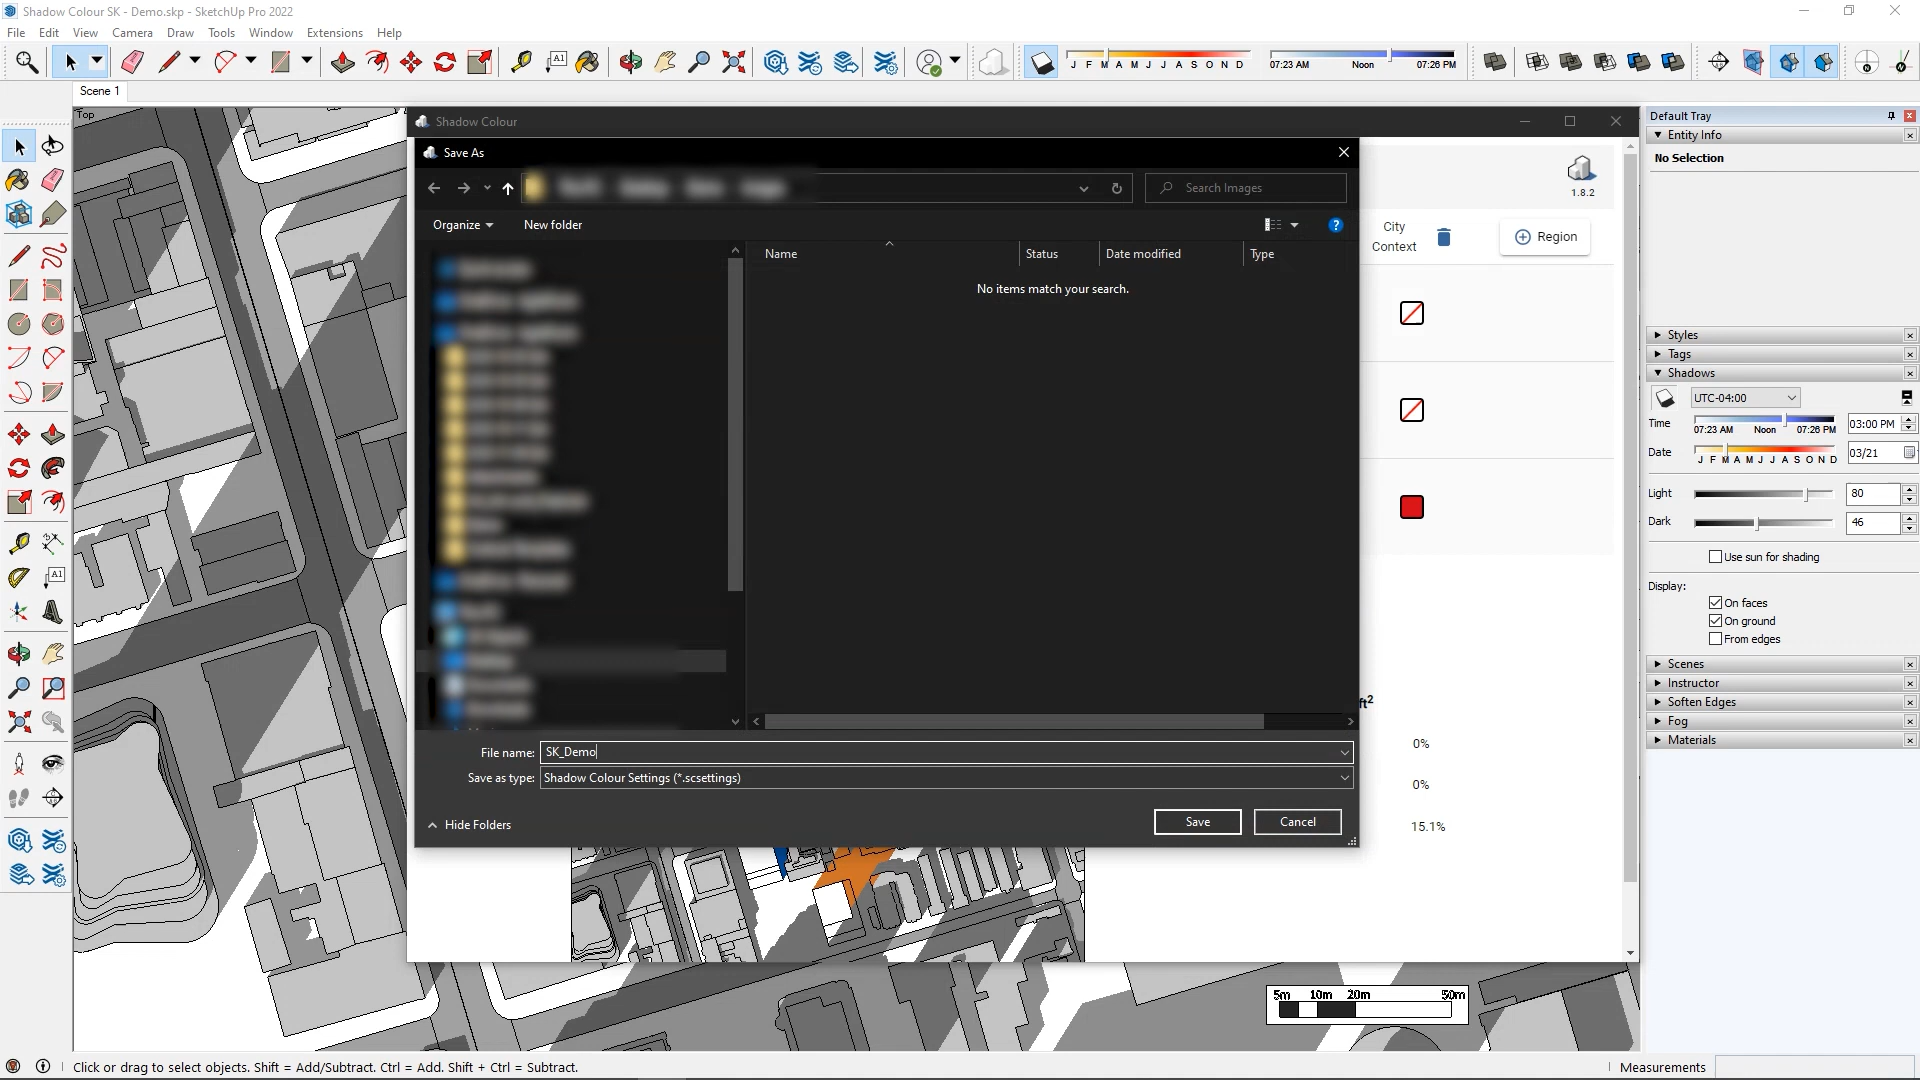 Shadow Colour SK - Demo.skp - SketchUp Pro 2022
File Edit View Camera Draw Tools Window Extensions Help
J F M A M J J A S O N D
07:23 AM Noon 07:26 PM
Scene 1
Top
Shadow Colour
Save As
Search Images
Organize
New folder
Name
Status
Date modified
Type
No items match your search.
File name:
SK_Demo
Save as type:
Shadow Colour Settings (*.scsettings)
Hide Folders
Save
Cancel
1.8.2
City
Context
Region
ft²
0%
0%
15.1%
Default Tray
Entity Info
No Selection
Styles
Tags
Shadows
UTC-04:00
Time
07:23 AM Noon 07:26 PM
03:00 PM
Date
J F M A M J J A S O N D
03/21
Light
80
Dark
46
Use sun for shading
Display:
On faces
On ground
From edges
Scenes
Instructor
Soften Edges
Fog
Materials
5m 10m 20m 50m
Click or drag to select objects. Shift = Add/Subtract. Ctrl = Add. Shift + Ctrl = Subtract.
Measurements